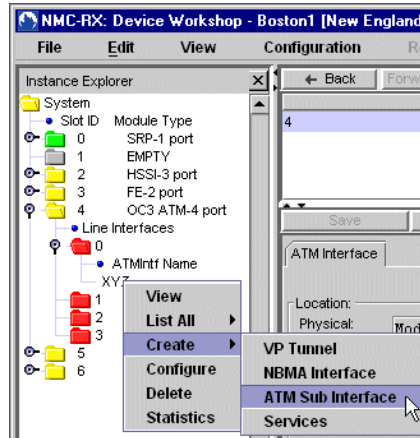 NMC-RX: Device Workshop - Boston1 [New England
File Edit View Configuration
Instance Explorer
Back Forw
System
Slot ID Module Type
0 SRP-1 port
1 EMPTY
2 HSSI-3 port
3 FE-2 port
4 OC3 ATM-4 port
Line Interfaces
0
ATMIntf Name
XYZ
1
2
3
5
6
4
Save
ATM Interface
Location:
Physical: Mod
View
List All
Create
Configure
Delete
Statistics
VP Tunnel
NBMA Interface
ATM Sub Interface
Services